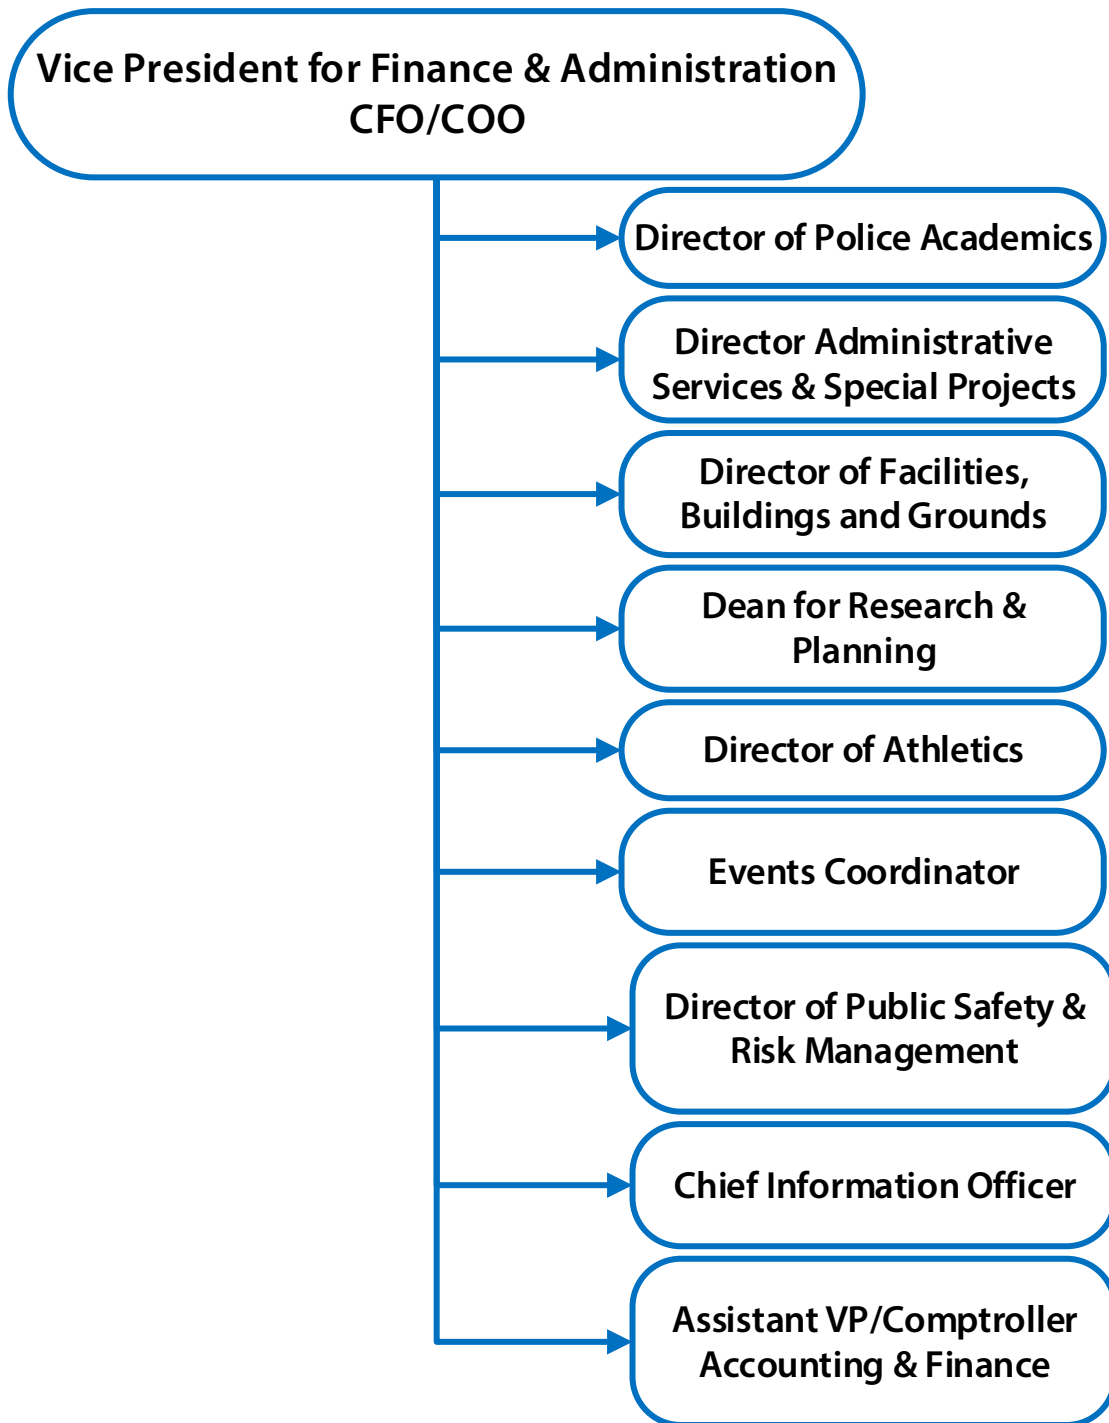 Vice President for Finance & Administration
CFO/COO
Director of Police Academics
Director Administrative
Services & Special Projects
Director of Facilities,
Buildings and Grounds
Dean for Research &
Planning
Director of Athletics
Events Coordinator
Director of Public Safety &
Risk Management
Chief Information Officer
Assistant VP/Comptroller
Accounting & Finance